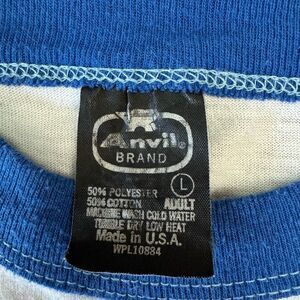 Anvil®
BRAND
L
50% POLYESTER
50% COTTON ADULT
MACHINE WASH COLD WATER
TUMBLE DRY LOW HEAT
Made in U.S.A.
WPL10884